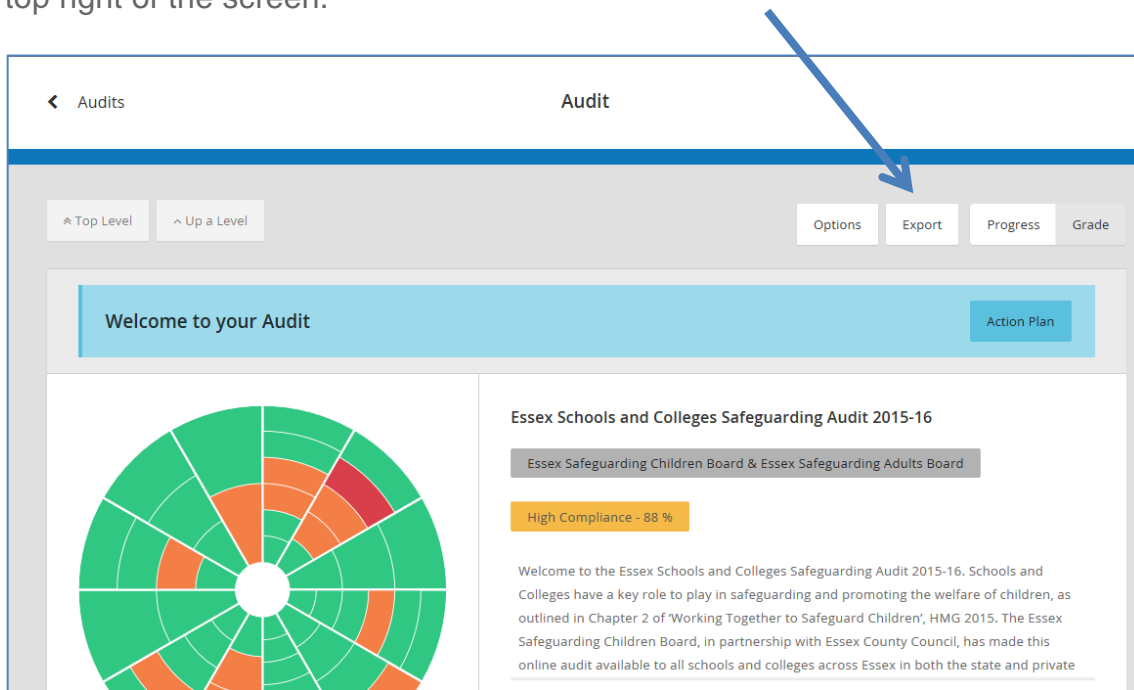 top right of the screen.
Audits
Audit
Top Level
Up a Level
Options
Export
Progress
Grade
Welcome to your Audit
Action Plan
Essex Schools and Colleges Safeguarding Audit 2015-16
Essex Safeguarding Children Board & Essex Safeguarding Adults Board
High Compliance - 88 %
Welcome to the Essex Schools and Colleges Safeguarding Audit 2015-16. Schools and
Colleges have a key role to play in safeguarding and promoting the welfare of children, as
outlined in Chapter 2 of ‘Working Together to Safeguard Children’, HMG 2015. The Essex
Safeguarding Children Board, in partnership with Essex County Council, has made this
online audit available to all schools and colleges across Essex in both the state and private